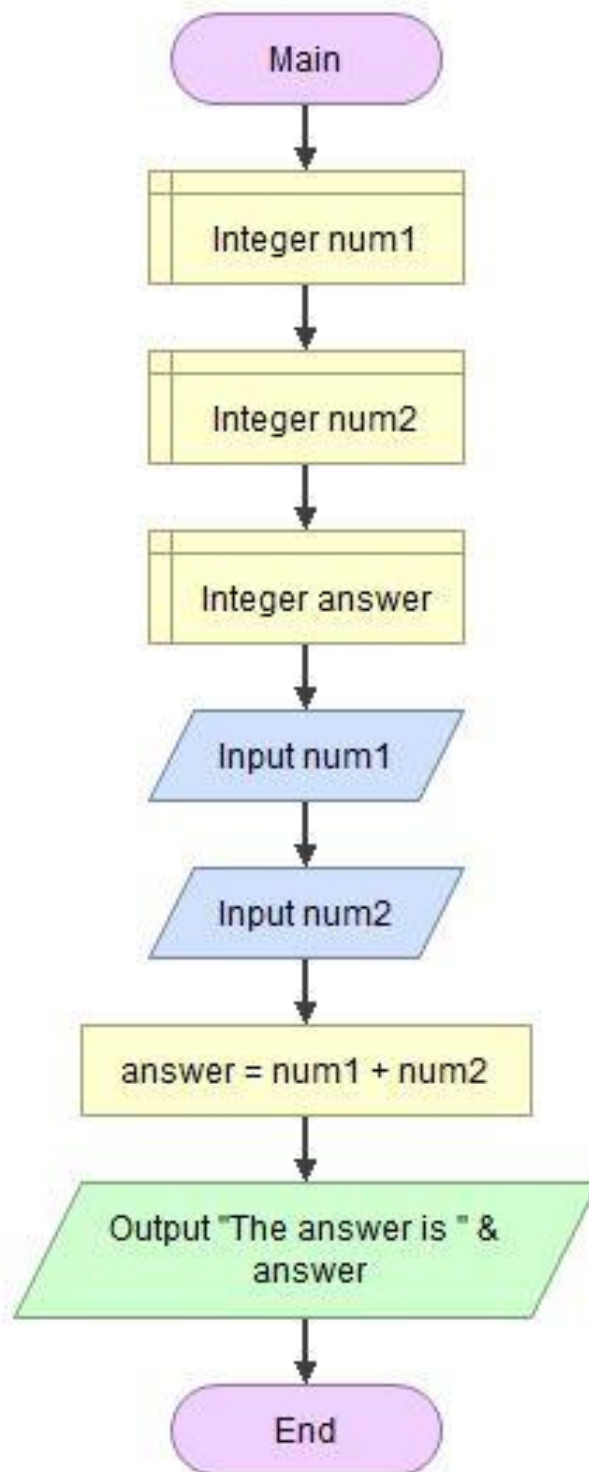 Main
Integer num1
Integer num2
Integer answer
Input num1
Input num2
answer = num1 + num2
Output "The answer is " &
answer
End